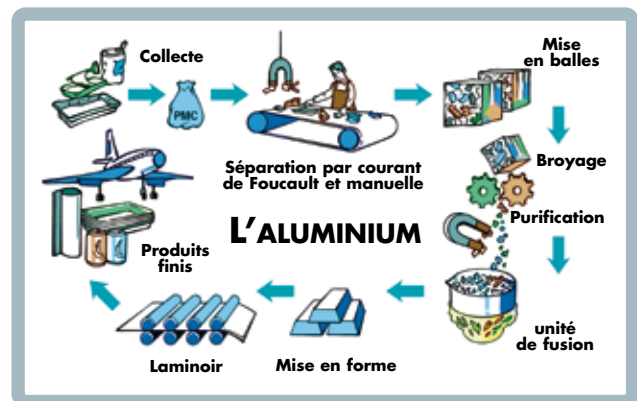 Collecte
PMC
Séparation par courant
de Foucault et manuelle
Mise
en balles
Broyage
Purification
L'ALUMINIUM
unité
de fusion
Mise en forme
Laminoir
Produits
finis